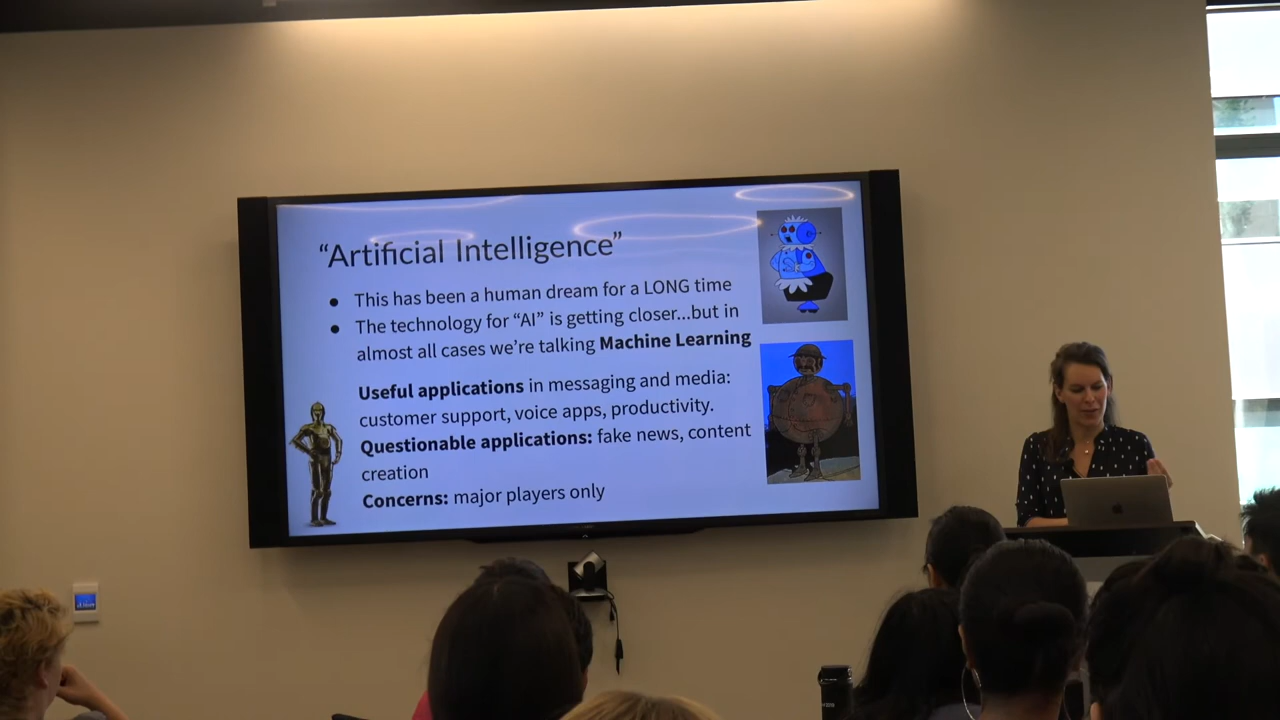 “Artificial Intelligence”
● This has been a human dream for a LONG time
● The technology for “AI” is getting closer...but in
almost all cases we’re talking Machine Learning
Useful applications in messaging and media:
customer support, voice apps, productivity.
Questionable applications: fake news, content
creation
Concerns: major players only